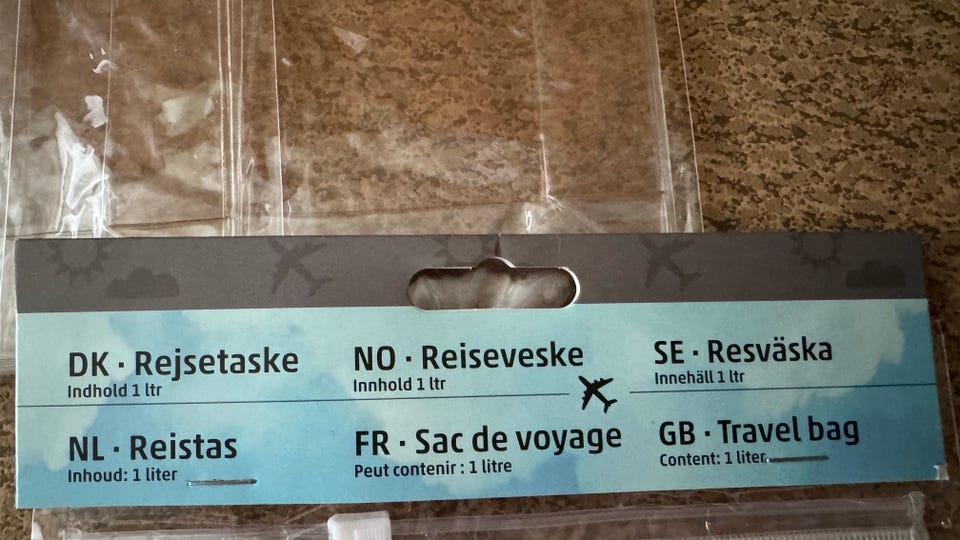 DK · Rejsetaske
Indhold 1 ltr
NO · Reiseveske
Innhold 1 ltr
SE · Resväska
Innehäll 1 ltr
NL · Reistas
Inhoud: 1 liter
FR · Sac de voyage
Peut contenir : 1 litre
GB · Travel bag
Content: 1 liter